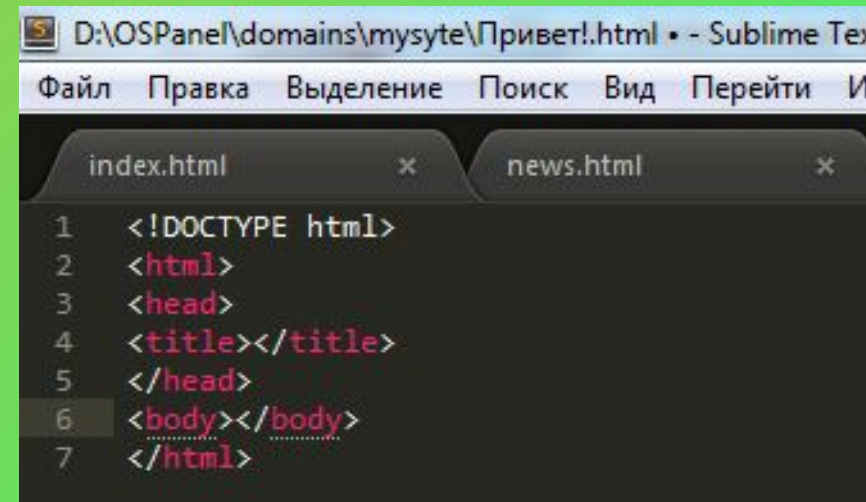 D:\OSPanel\domains\mysyte\Привет!.html • - Sublime Tex
Файл Правка Выделение Поиск Вид Перейти И
index.html × news.html ×
1 <!DOCTYPE html>
2 <html>
3 <head>
4 <title></title>
5 </head>
6 <body></body>
7 </html>